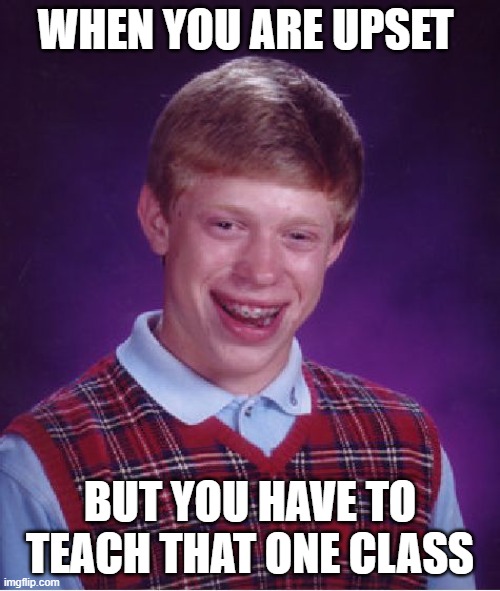 WHEN YOU ARE UPSET
BUT YOU HAVE TO
TEACH THAT ONE CLASS
imgflip.com